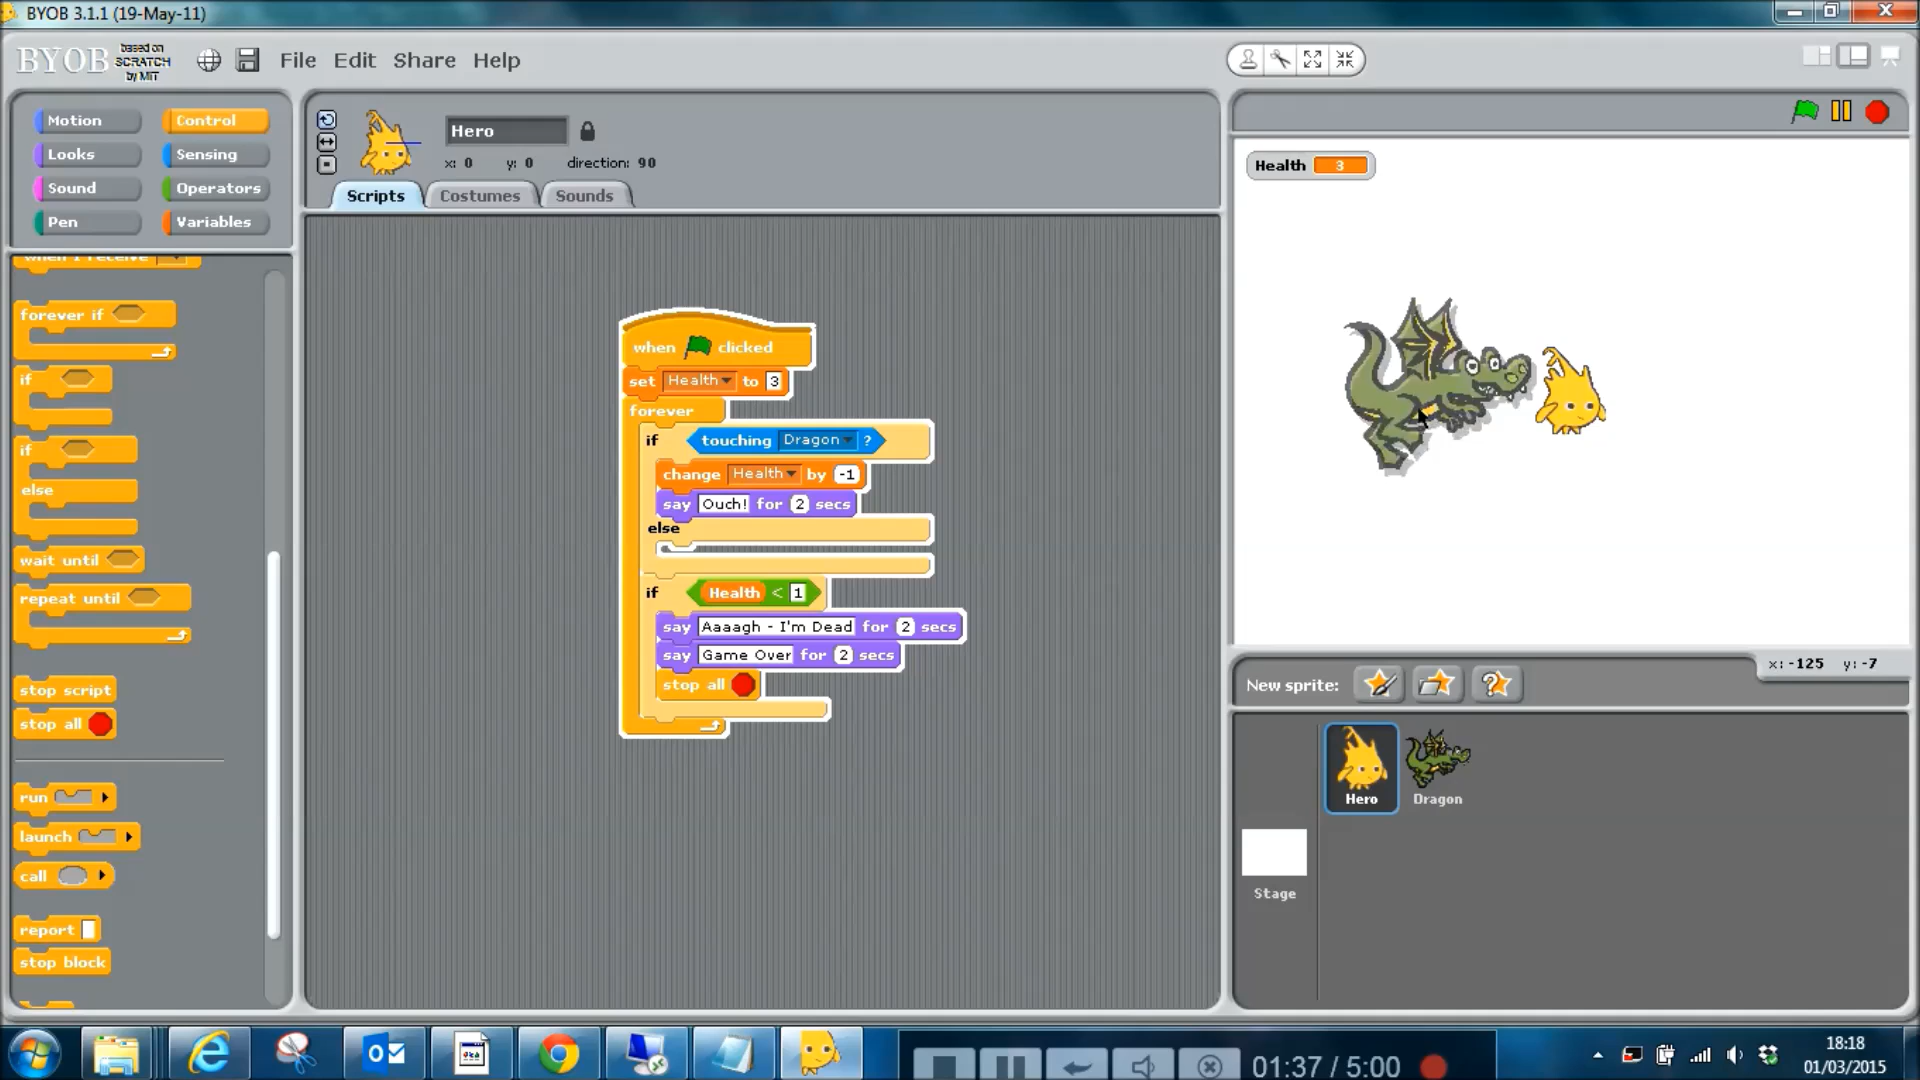 BYOB 3.1.1 (19-May-11)
BYOB
based on
SCRATCH
by MIT
File Edit Share Help
Motion Control
Looks Sensing
Sound Operators
Pen Variables
when I receive
forever if
if
if
else
wait until
repeat until
stop script
stop all
run
launch
call
report
stop block
Hero
x: 0 y: 0 direction: 90
Scripts Costumes Sounds
when clicked
set Health to 3
forever
if touching Dragon ?
change Health by -1
say Ouch! for 2 secs
else
if Health < 1
say Aaaagh - I'm Dead for 2 secs
say Game Over for 2 secs
stop all
Health 3
x: -125 y: -7
New sprite:
Hero
Dragon
Stage
01:37 / 5:00
18:18
01/03/2015